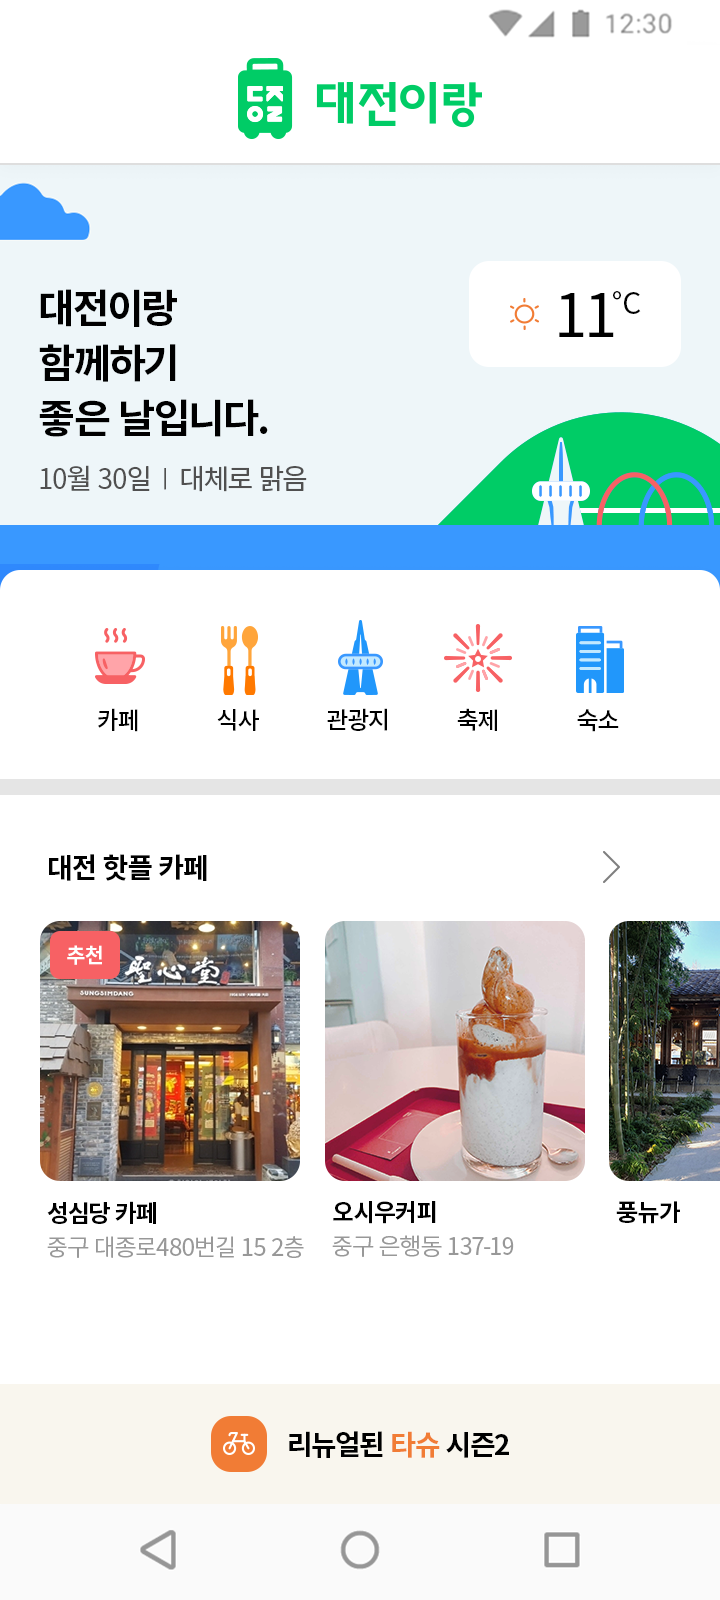 12:30
대전
대전이랑
대전이랑
함께하기
좋은 날입니다.
11°C
10월 30일 | 대체로 맑음
카페
식사
관광지
축제
숙소
대전 핫플 카페
추천
聖心堂
SUNGSIMDANG
성심당 카페
중구 대종로480번길 15 2층
오시우커피
중구 은행동 137-19
풍뉴가
리뉴얼된 타슈 시즌2